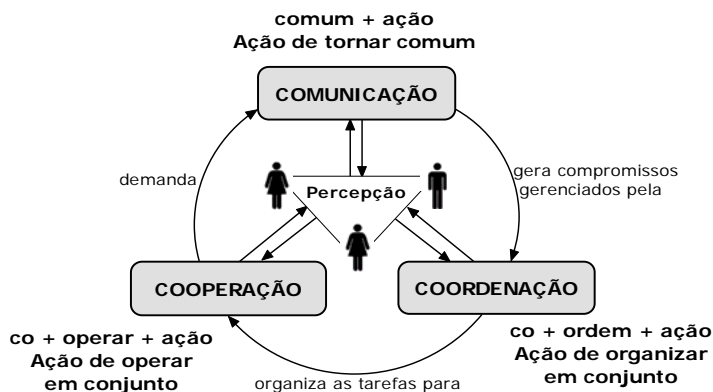 comum + ação
Ação de tornar comum
COMUNICAÇÃO
demanda
gera compromissos
gerenciados pela
Percepção
COOPERAÇÃO
COORDENAÇÃO
co + operar + ação
Ação de operar
em conjunto
co + ordem + ação
Ação de organizar
em conjunto
organiza as tarefas para